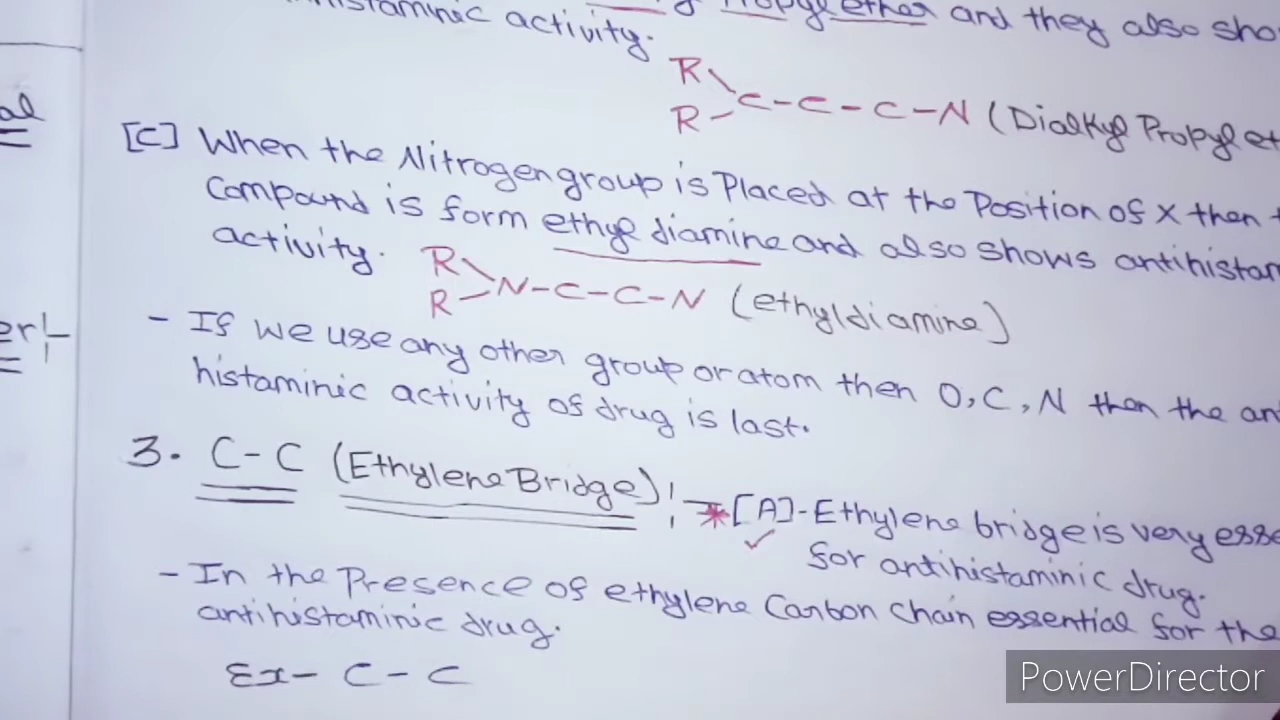 activity.
Propyl ether and they also sho
R
R C-C-C-N (Dialkyl Propyl et
[C] When the Nitrogen group is Placed at the Position of X then
Compound is form ethyl diamine and also shows antihistam
activity.
R
R N-C-C-N (ethyldiamine)
- If we use any other group or atom then O, C, N then the an
histaminic activity of drug is last.
3. C-C (Ethylene Bridge):→ * [A]- Ethylene bridge is very esse
for antihistaminic drug.
- In the Presence of ethylene Carbon Chain essential for the
antihistaminic drug.
Ex- C-C
PowerDirector